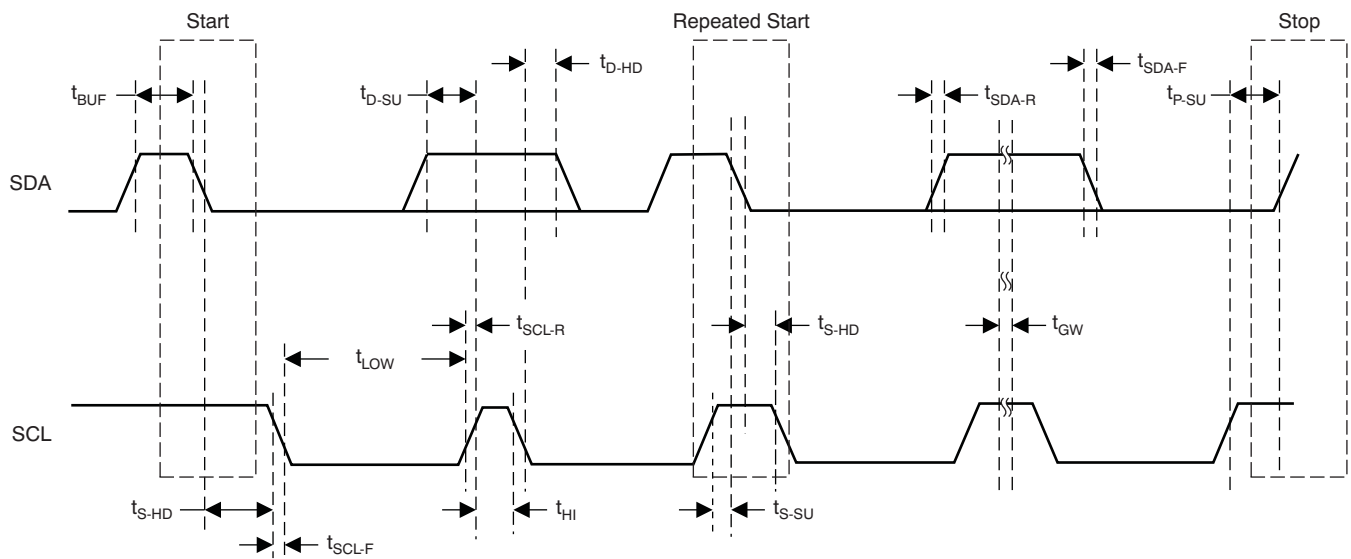 Start
Repeated Start
Stop
tBUF
tD-SU
tD-HD
tSDA-R
tSDA-F
tP-SU
SDA
tLOW
tSCL-R
tS-HD
tGW
SCL
tS-HD
tSCL-F
tHI
tS-SU